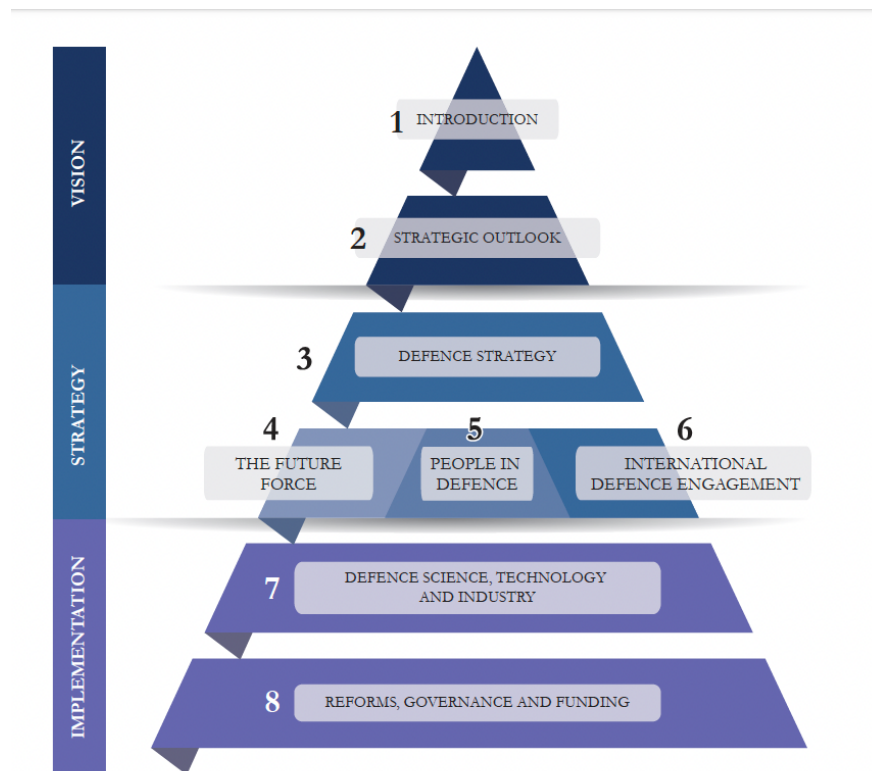 VISION
1
INTRODUCTION
2
STRATEGIC OUTLOOK
STRATEGY
3
DEFENCE STRATEGY
4
THE FUTURE
FORCE
5
PEOPLE IN
DEFENCE
6
INTERNATIONAL
DEFENCE ENGAGEMENT
IMPLEMENTATION
7
DEFENCE SCIENCE, TECHNOLOGY
AND INDUSTRY
8
REFORMS, GOVERNANCE AND FUNDING